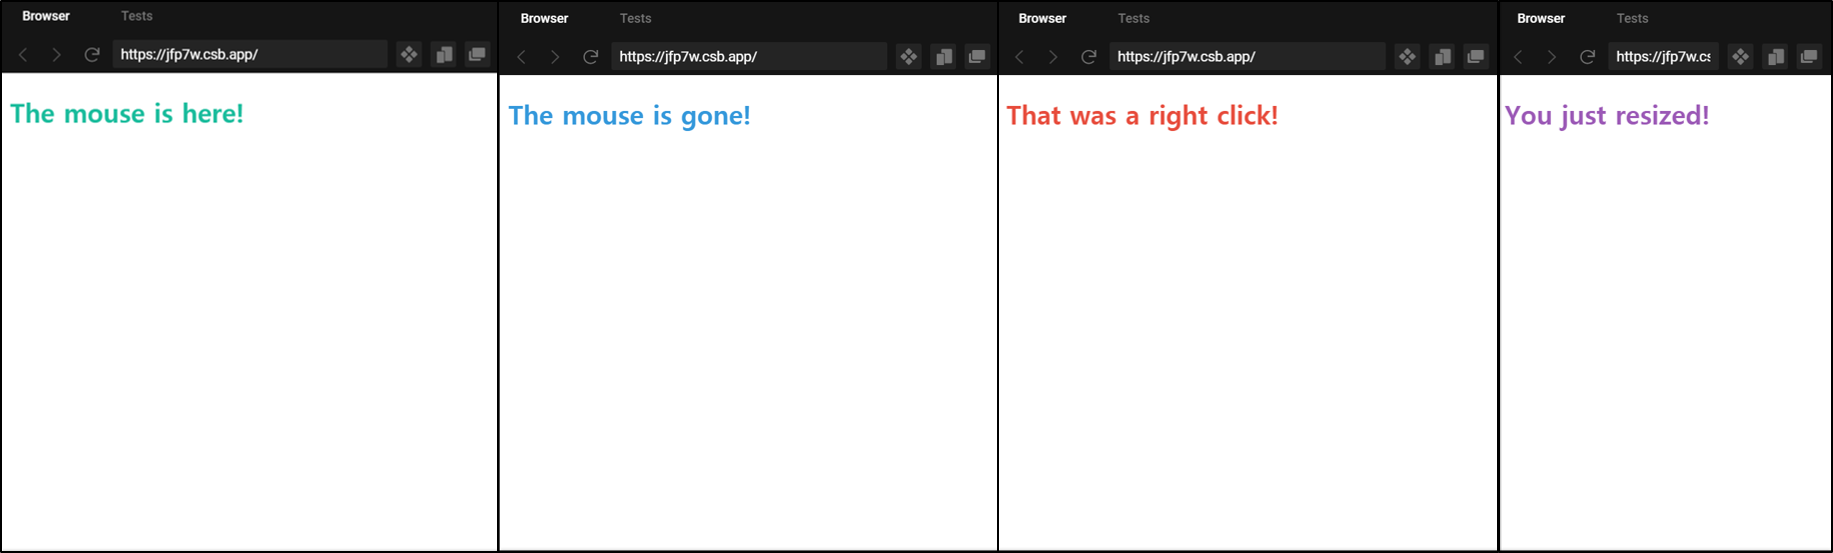 Browser Tests
https://jfp7w.csb.app/
The mouse is here!
Browser Tests
https://jfp7w.csb.app/
The mouse is gone!
Browser Tests
https://jfp7w.csb.app/
That was a right click!
Browser Tests
https://jfp7w.cs
You just resized!